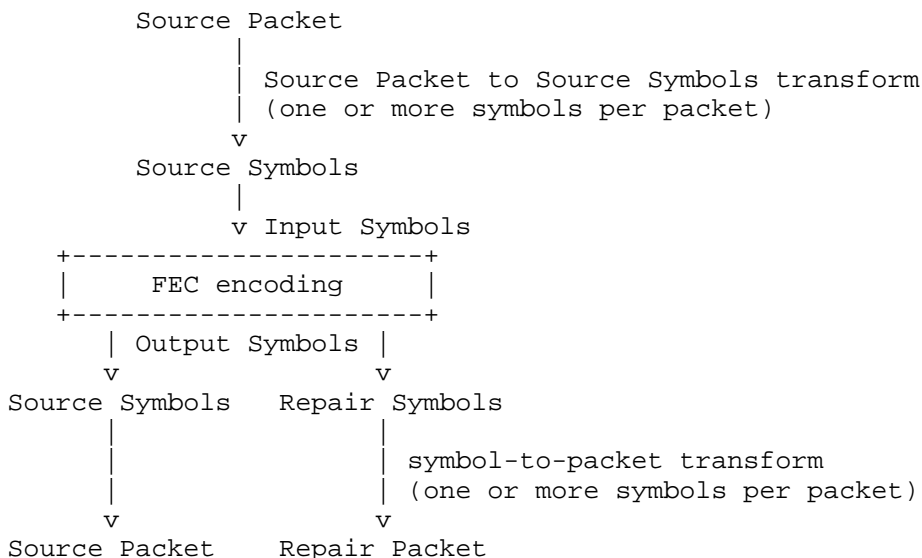 Source Packet
Source Packet to Source Symbols transform
(one or more symbols per packet)
v
Source Symbols
v Input Symbols
FEC encoding
Output Symbols
v v
Source Symbols Repair Symbols
symbol-to-packet transform
(one or more symbols per packet)
v v
Source Packet Repair Packet